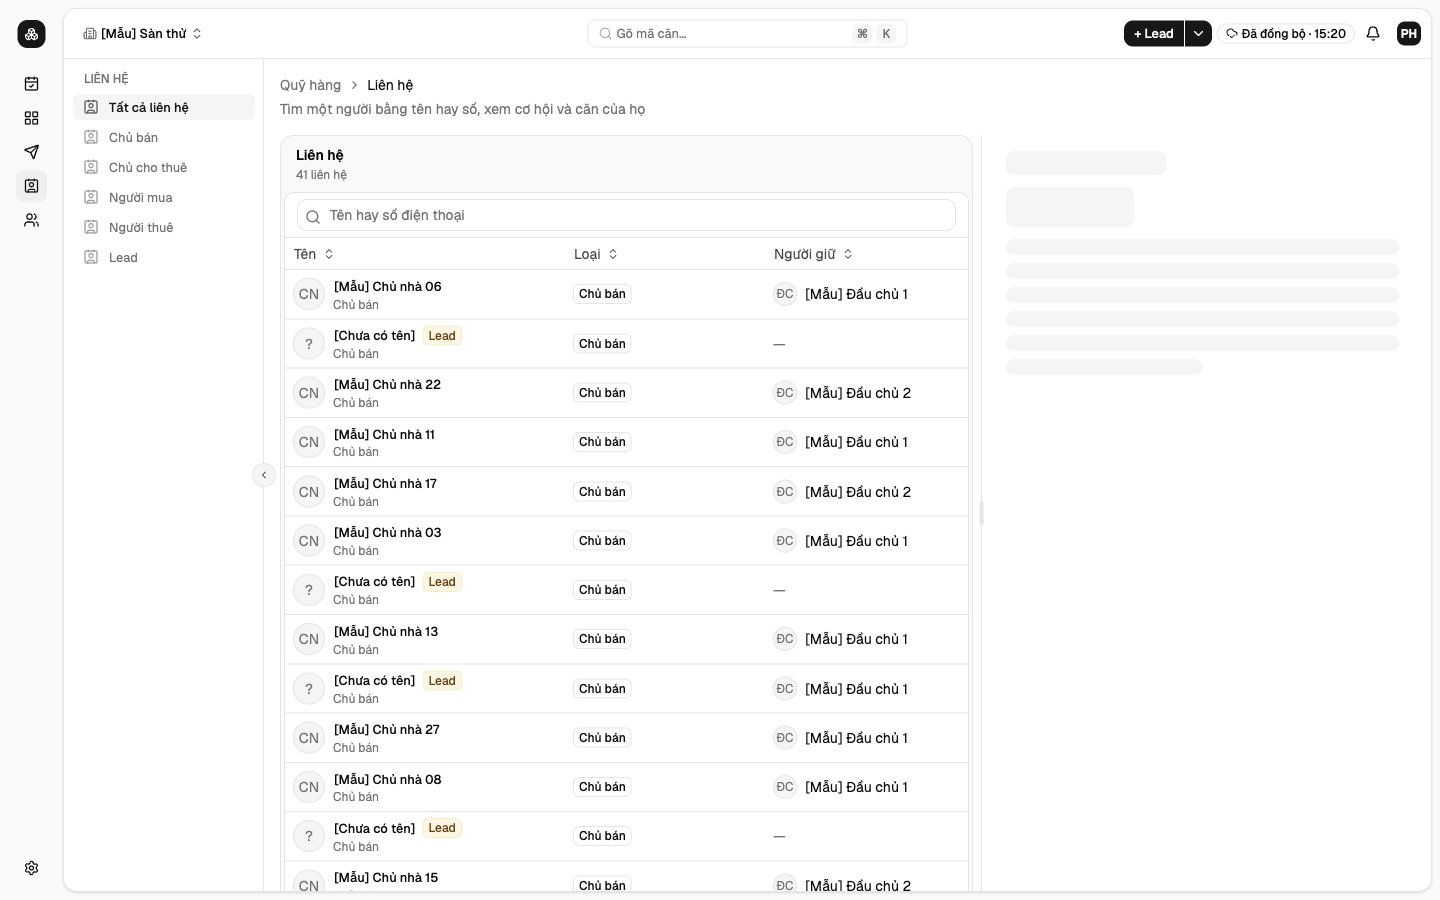 [Mẫu] Sàn thử
Gõ mã căn...
⌘ K
+ Lead
Đã đồng bộ · 15:20
PH
LIÊN HỆ
Tất cả liên hệ
Chủ bán
Chủ cho thuê
Người mua
Người thuê
Lead
Quỹ hàng > Liên hệ
Tìm một người bằng tên hay số, xem cơ hội và căn của họ
Liên hệ
41 liên hệ
Tên hay số điện thoại
Tên Loại Người giữ
CN [Mẫu] Chủ nhà 06 Chủ bán ĐC [Mẫu] Đầu chủ 1
Chủ bán
? [Chưa có tên] Lead Chủ bán —
Chủ bán
CN [Mẫu] Chủ nhà 22 Chủ bán ĐC [Mẫu] Đầu chủ 2
Chủ bán
CN [Mẫu] Chủ nhà 11 Chủ bán ĐC [Mẫu] Đầu chủ 1
Chủ bán
CN [Mẫu] Chủ nhà 17 Chủ bán ĐC [Mẫu] Đầu chủ 2
Chủ bán
CN [Mẫu] Chủ nhà 03 Chủ bán ĐC [Mẫu] Đầu chủ 1
Chủ bán
? [Chưa có tên] Lead Chủ bán —
Chủ bán
CN [Mẫu] Chủ nhà 13 Chủ bán ĐC [Mẫu] Đầu chủ 1
Chủ bán
? [Chưa có tên] Lead Chủ bán ĐC [Mẫu] Đầu chủ 1
Chủ bán
CN [Mẫu] Chủ nhà 27 Chủ bán ĐC [Mẫu] Đầu chủ 1
Chủ bán
CN [Mẫu] Chủ nhà 08 Chủ bán ĐC [Mẫu] Đầu chủ 1
Chủ bán
? [Chưa có tên] Lead Chủ bán —
Chủ bán
CN [Mẫu] Chủ nhà 15 Chủ bán ĐC [Mẫu] Đầu chủ 2